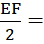 EF/2 =